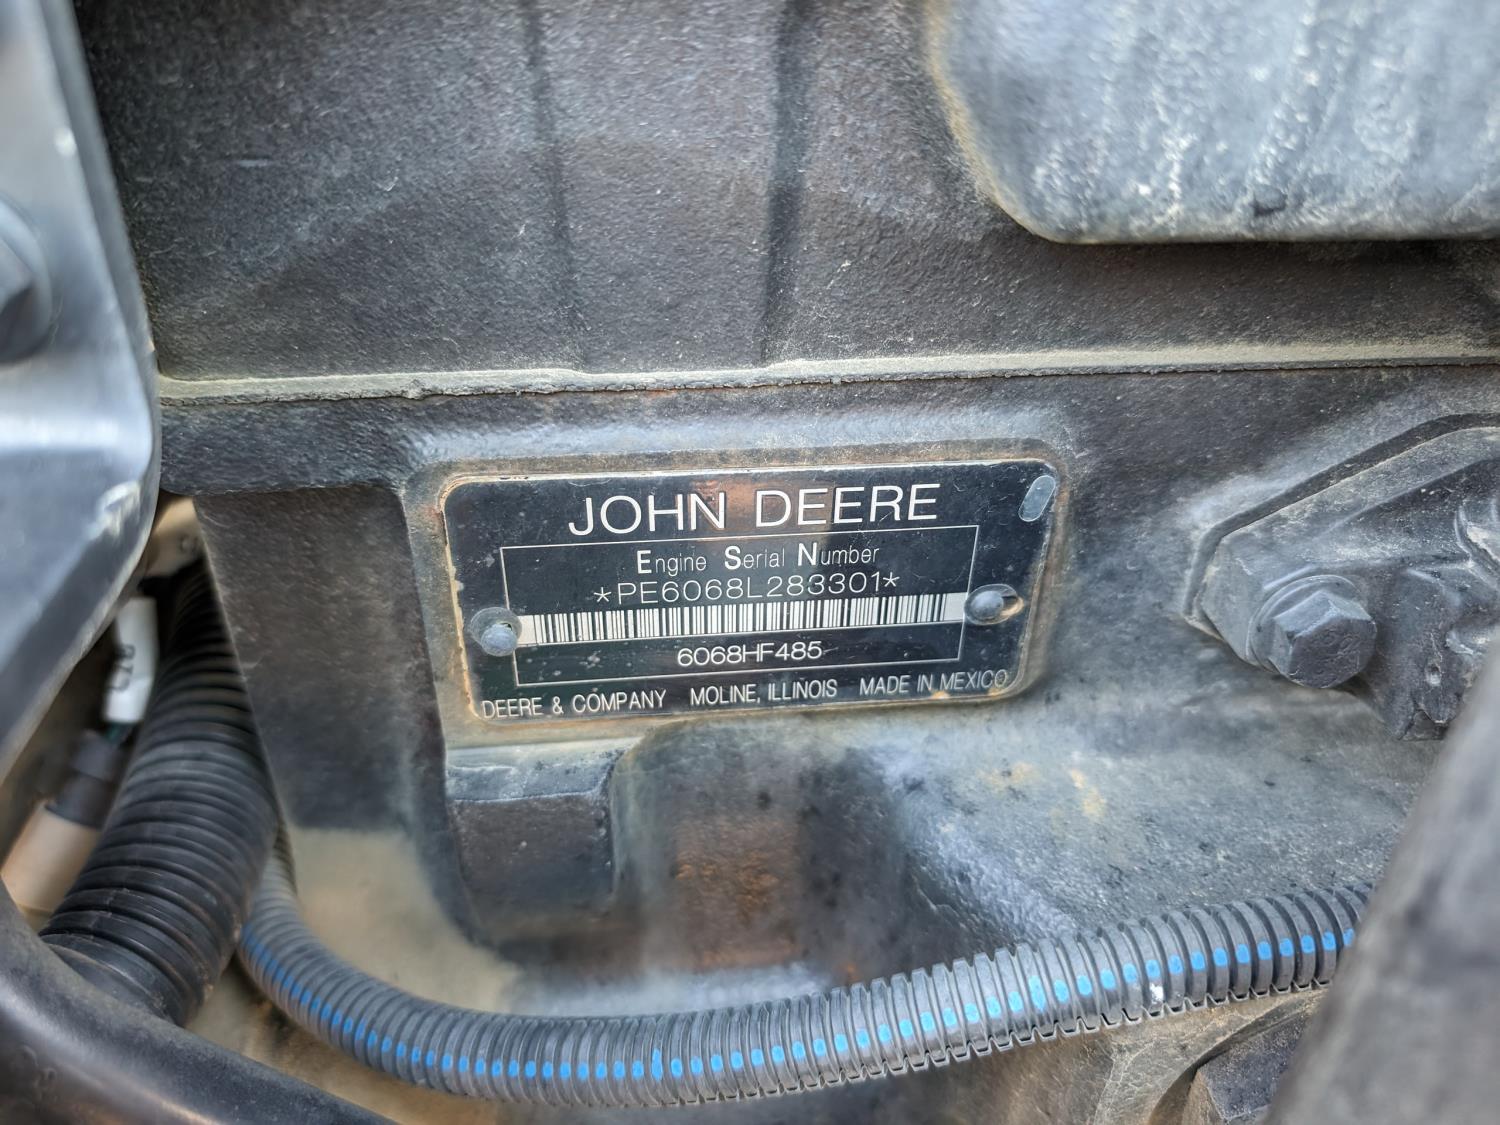 JOHN DEERE
Engine Serial Number
*PE6068L283301*
6068HF485
DEERE & COMPANY MOLINE, ILLINOIS MADE IN MEXICO